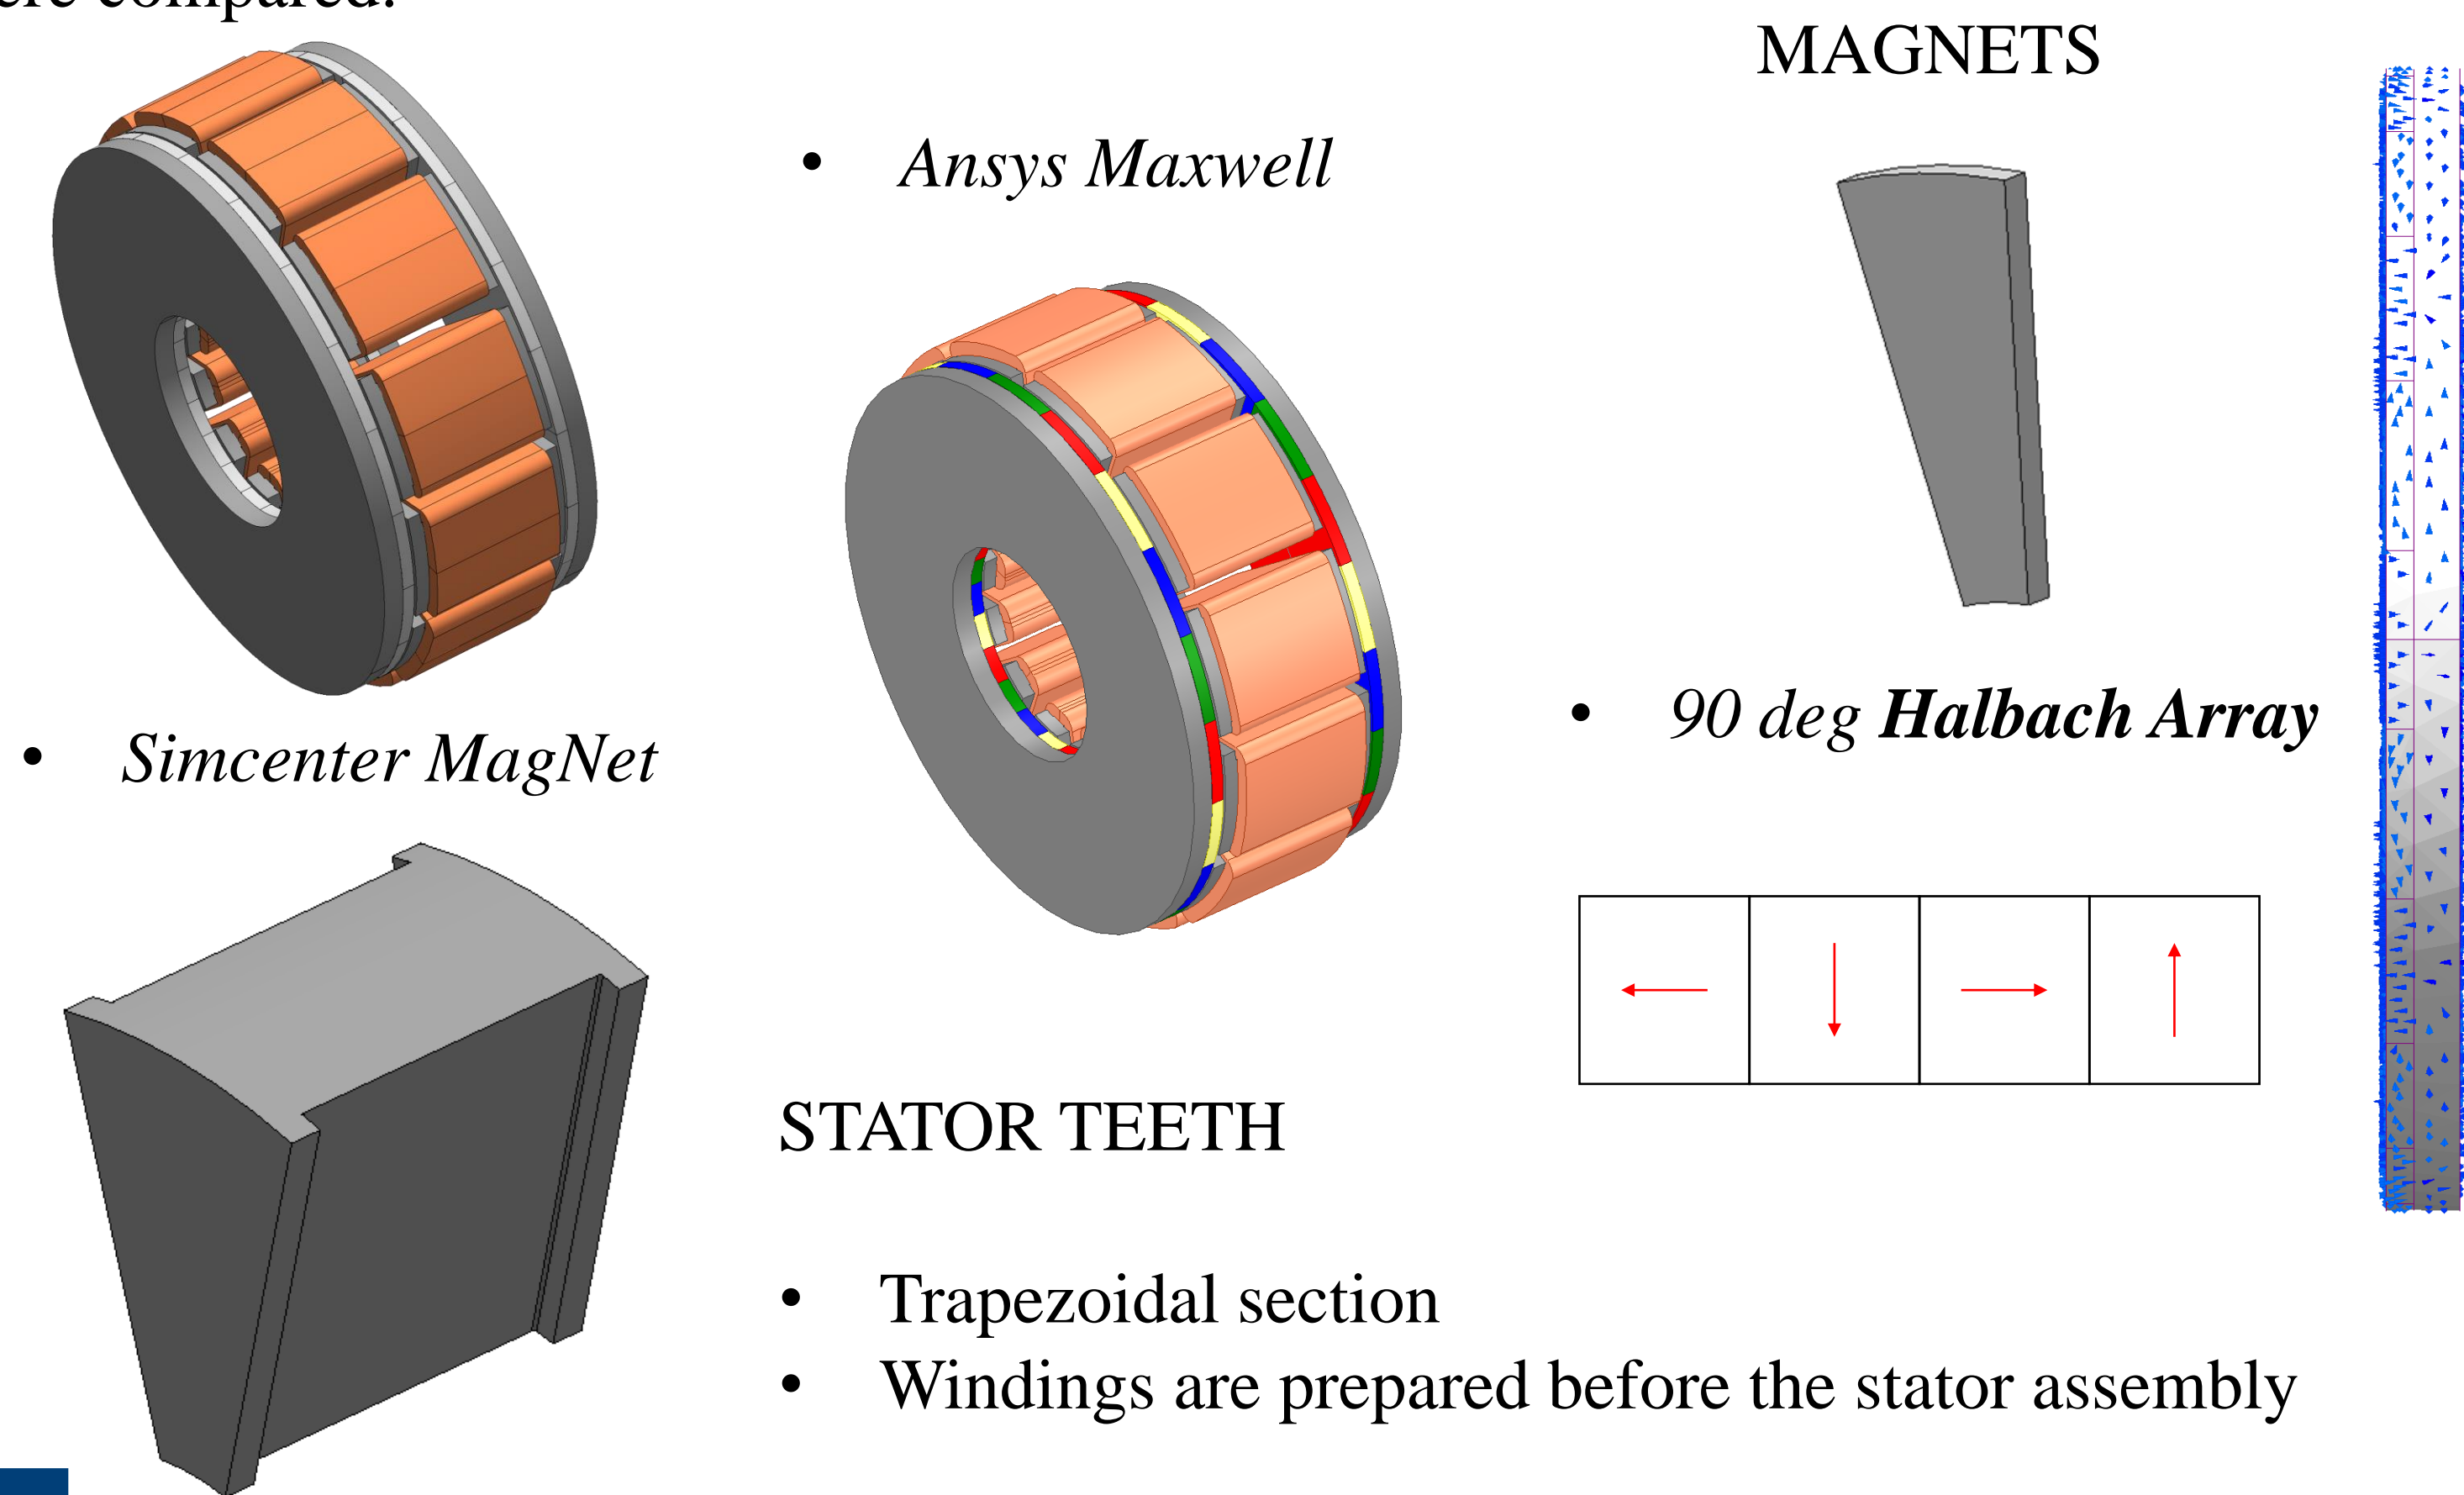 compared.
MAGNETS
• Ansys Maxwell
• Simcenter MagNet
• 90 deg Halbach Array
STATOR TEETH
• Trapezoidal section
• Windings are prepared before the stator assembly